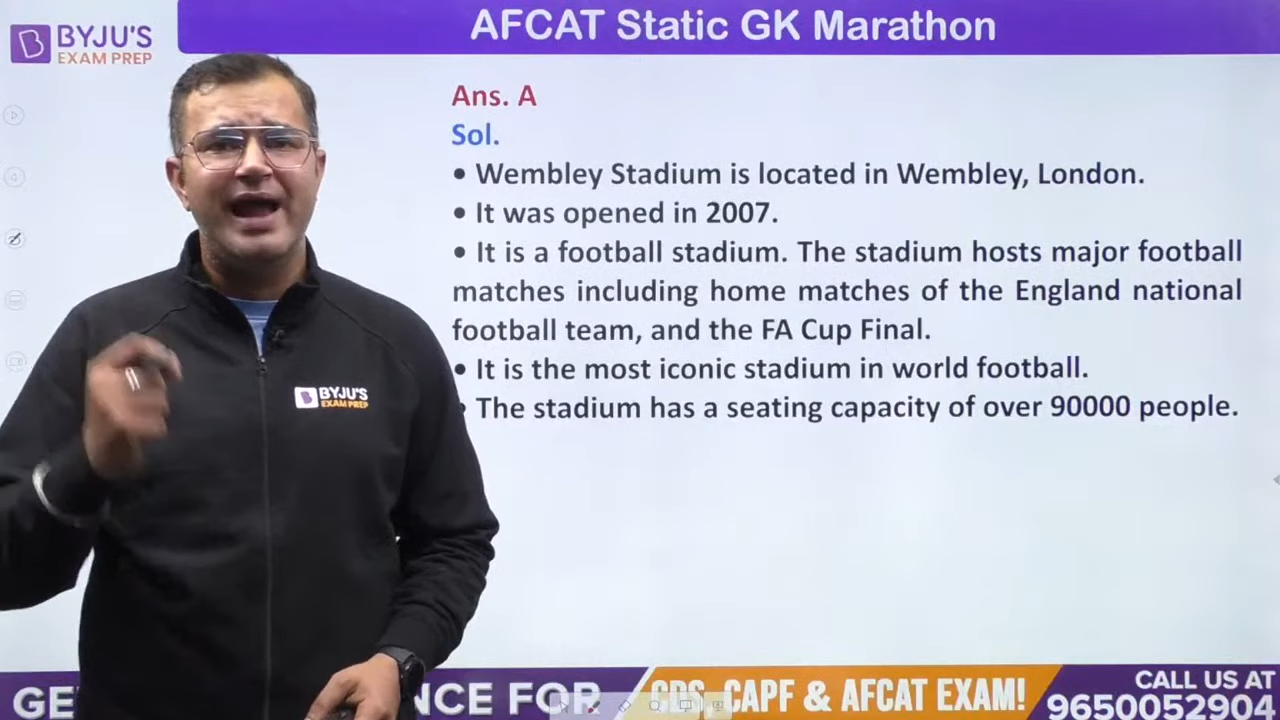 BYJU'S
EXAM PREP
AFCAT Static GK Marathon
Ans. A
Sol.
• Wembley Stadium is located in Wembley, London.
• It was opened in 2007.
• It is a football stadium. The stadium hosts major football
matches including home matches of the England national
football team, and the FA Cup Final.
• It is the most iconic stadium in world football.
• The stadium has a seating capacity of over 90000 people.
BYJU'S
EXAM PREP
FOR
CDS, CAPF & AFCAT EXAM!
CALL US AT
9650052904